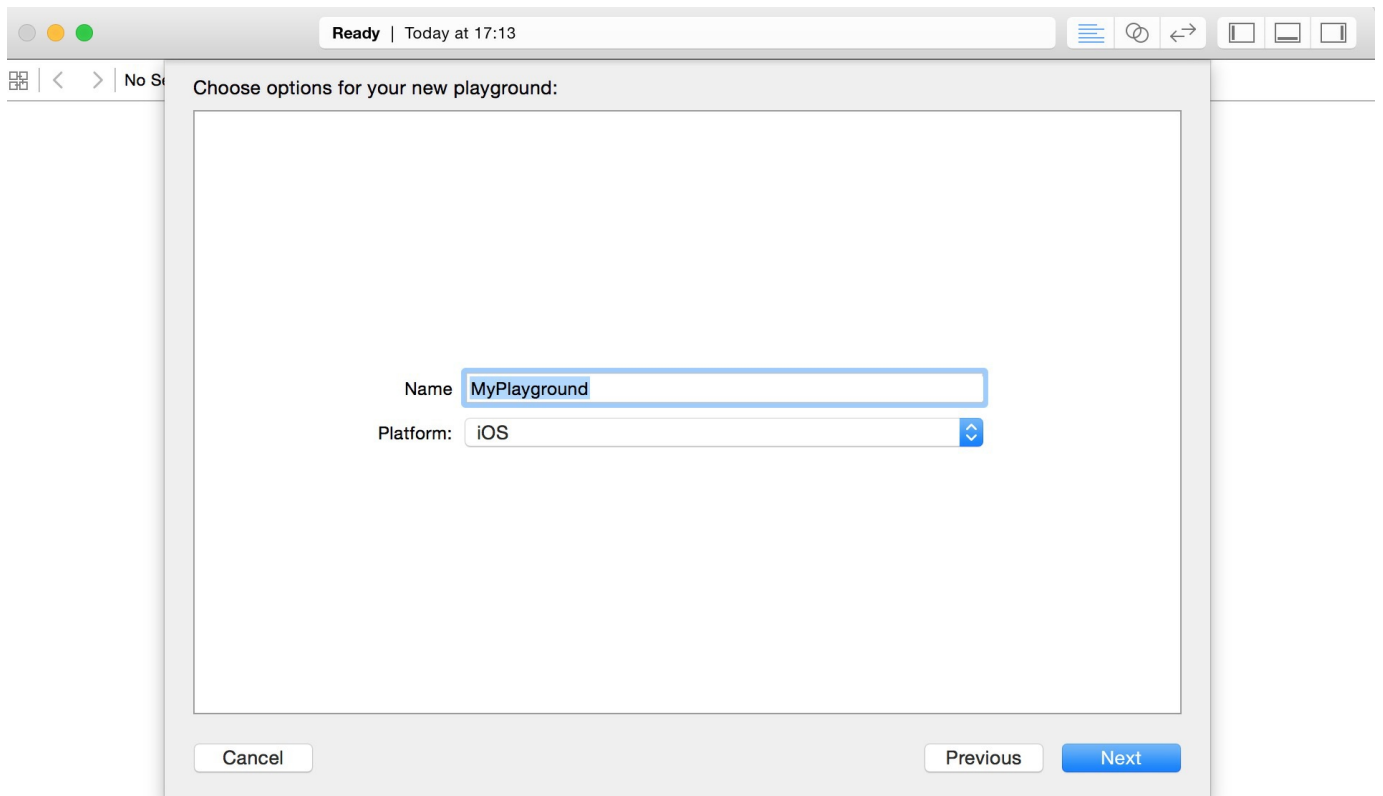 Ready | Today at 17:13
No Se
Choose options for your new playground:
Name MyPlayground
Platform: iOS
Cancel Previous Next